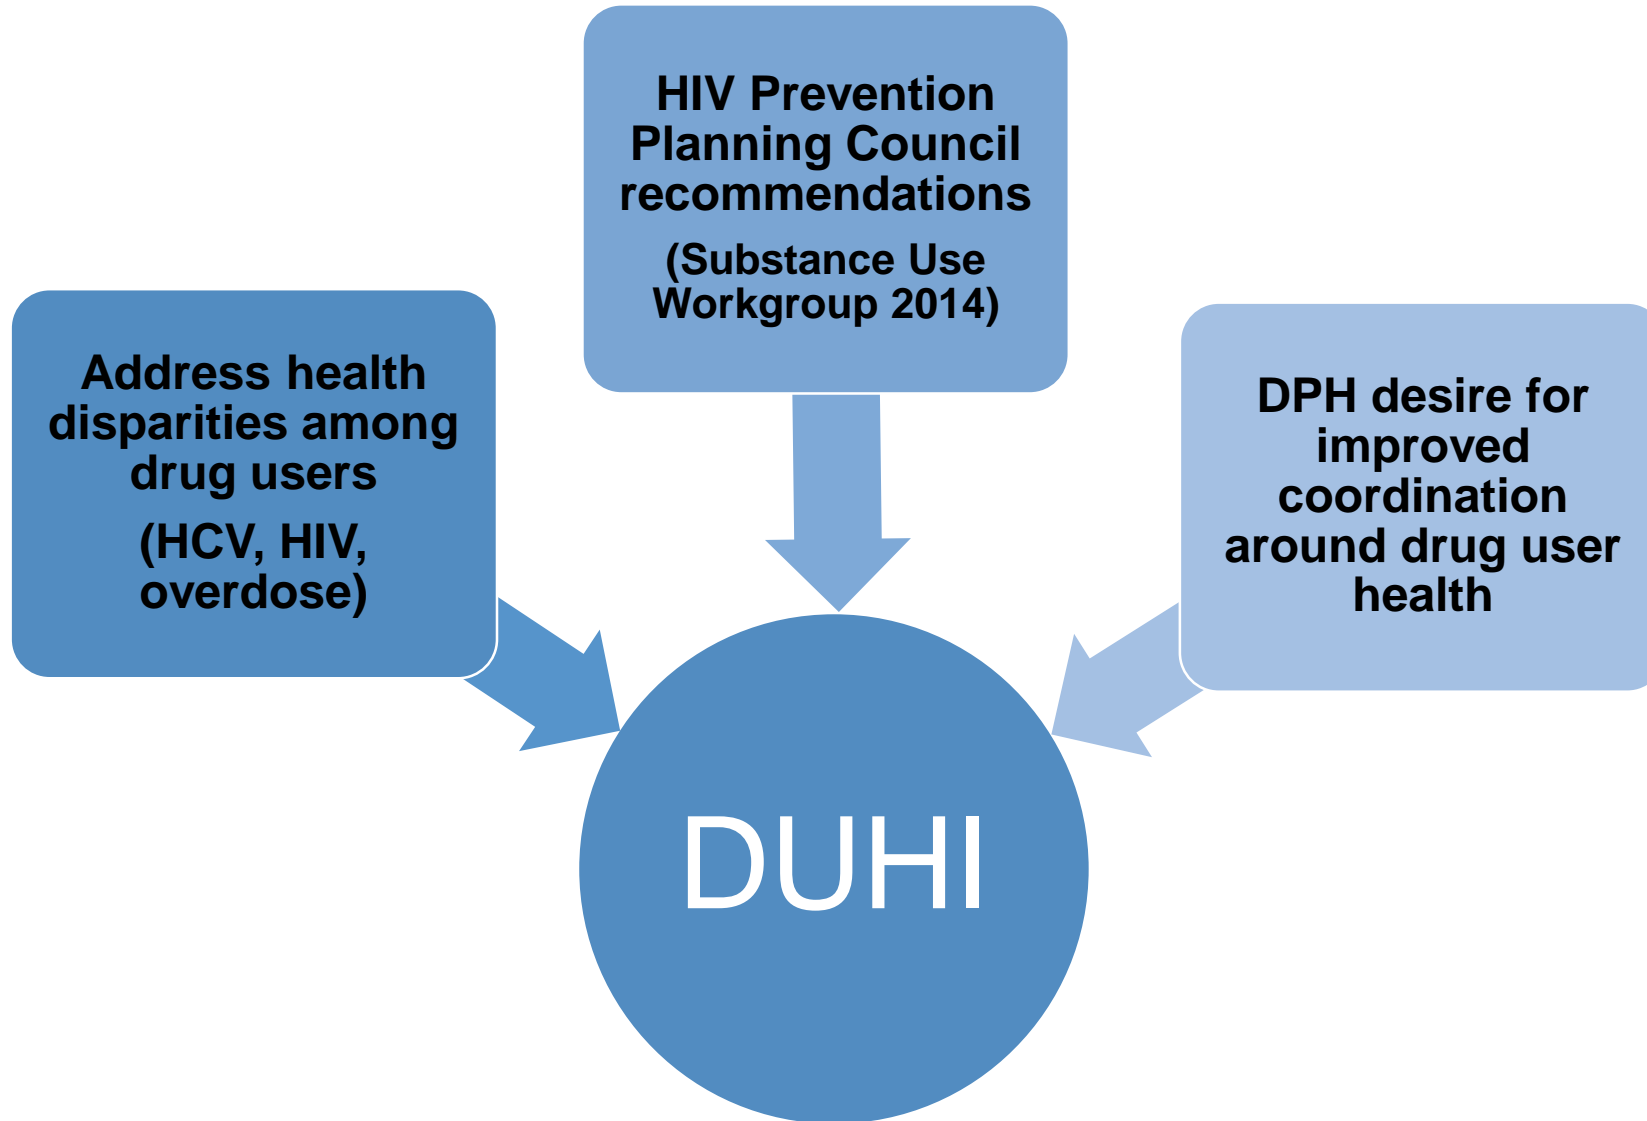 HIV Prevention
Planning Council
recommendations
(Substance Use
Workgroup 2014)
Address health
disparities among
drug users
(HCV, HIV,
overdose)
DPH desire for
improved
coordination
around drug user
health
DUHI